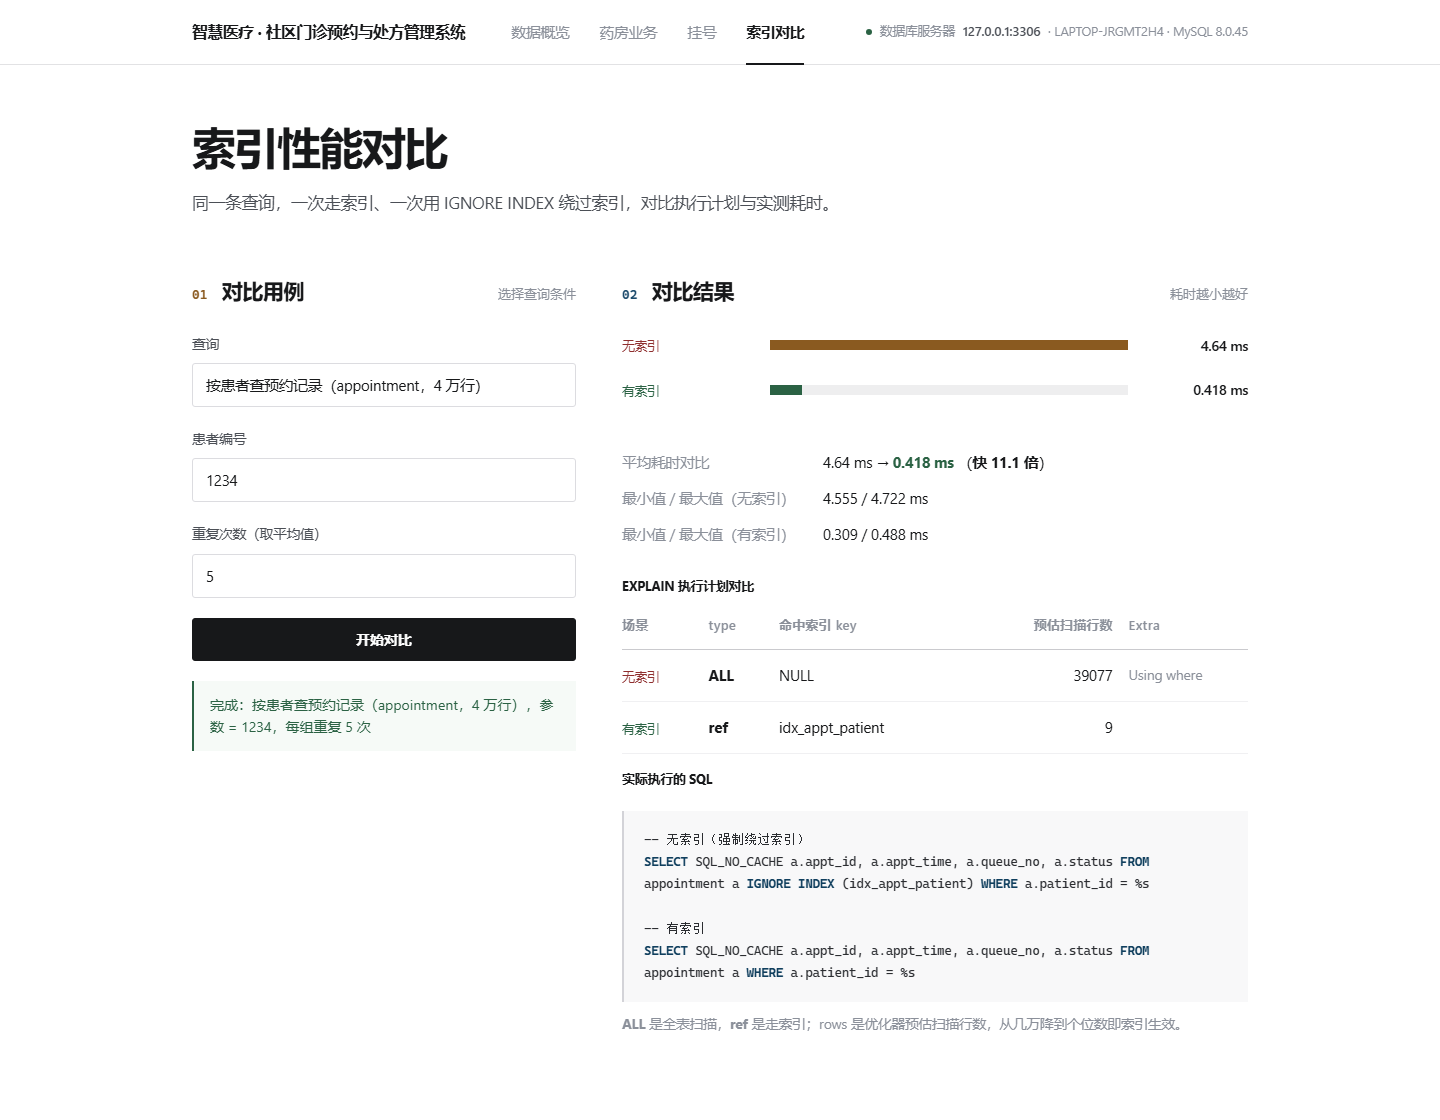 智慧医疗 · 社区门诊预约与处方管理系统
数据概览
药房业务
挂号
索引对比
数据库服务器 127.0.0.1:3306 · LAPTOP-JRGMT2H4 · MySQL 8.0.45
索引性能对比
同一条查询，一次走索引、一次用 IGNORE INDEX 绕过索引，对比执行计划与实测耗时。
01 对比用例 选择查询条件
查询
按患者查预约记录（appointment，4 万行）
患者编号
1234
重复次数（取平均值）
5
开始对比
完成：按患者查预约记录（appointment，4 万行），参
数 = 1234，每组重复 5 次
02 对比结果 耗时越小越好
无索引 4.64 ms
有索引 0.418 ms
平均耗时对比 4.64 ms → 0.418 ms （快 11.1 倍）
最小值 / 最大值（无索引） 4.555 / 4.722 ms
最小值 / 最大值（有索引） 0.309 / 0.488 ms
EXPLAIN 执行计划对比
场景 type 命中索引 key 预估扫描行数 Extra
无索引 ALL NULL 39077 Using where
有索引 ref idx_appt_patient 9
实际执行的 SQL
-- 无索引（强制绕过索引）
SELECT SQL_NO_CACHE a.appt_id, a.appt_time, a.queue_no, a.status FROM
appointment a IGNORE INDEX (idx_appt_patient) WHERE a.patient_id = %s
-- 有索引
SELECT SQL_NO_CACHE a.appt_id, a.appt_time, a.queue_no, a.status FROM
appointment a WHERE a.patient_id = %s
ALL 是全表扫描，ref 是走索引；rows 是优化器预估扫描行数，从几万降到个位数即索引生效。